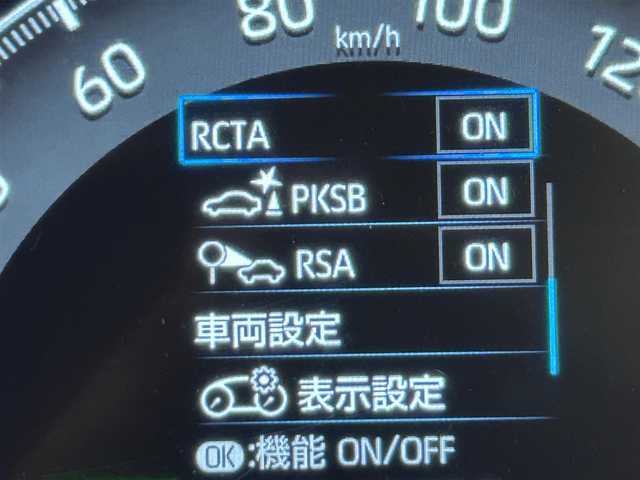 60 80 100 12
km/h
RCTA ON
PKSB ON
RSA ON
車両設定
表示設定
OK:機能 ON/OFF